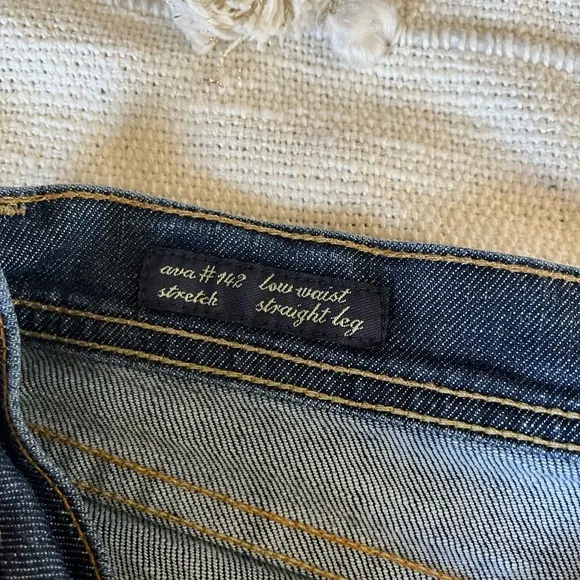 ava # 142 low waist
stretch straight leg